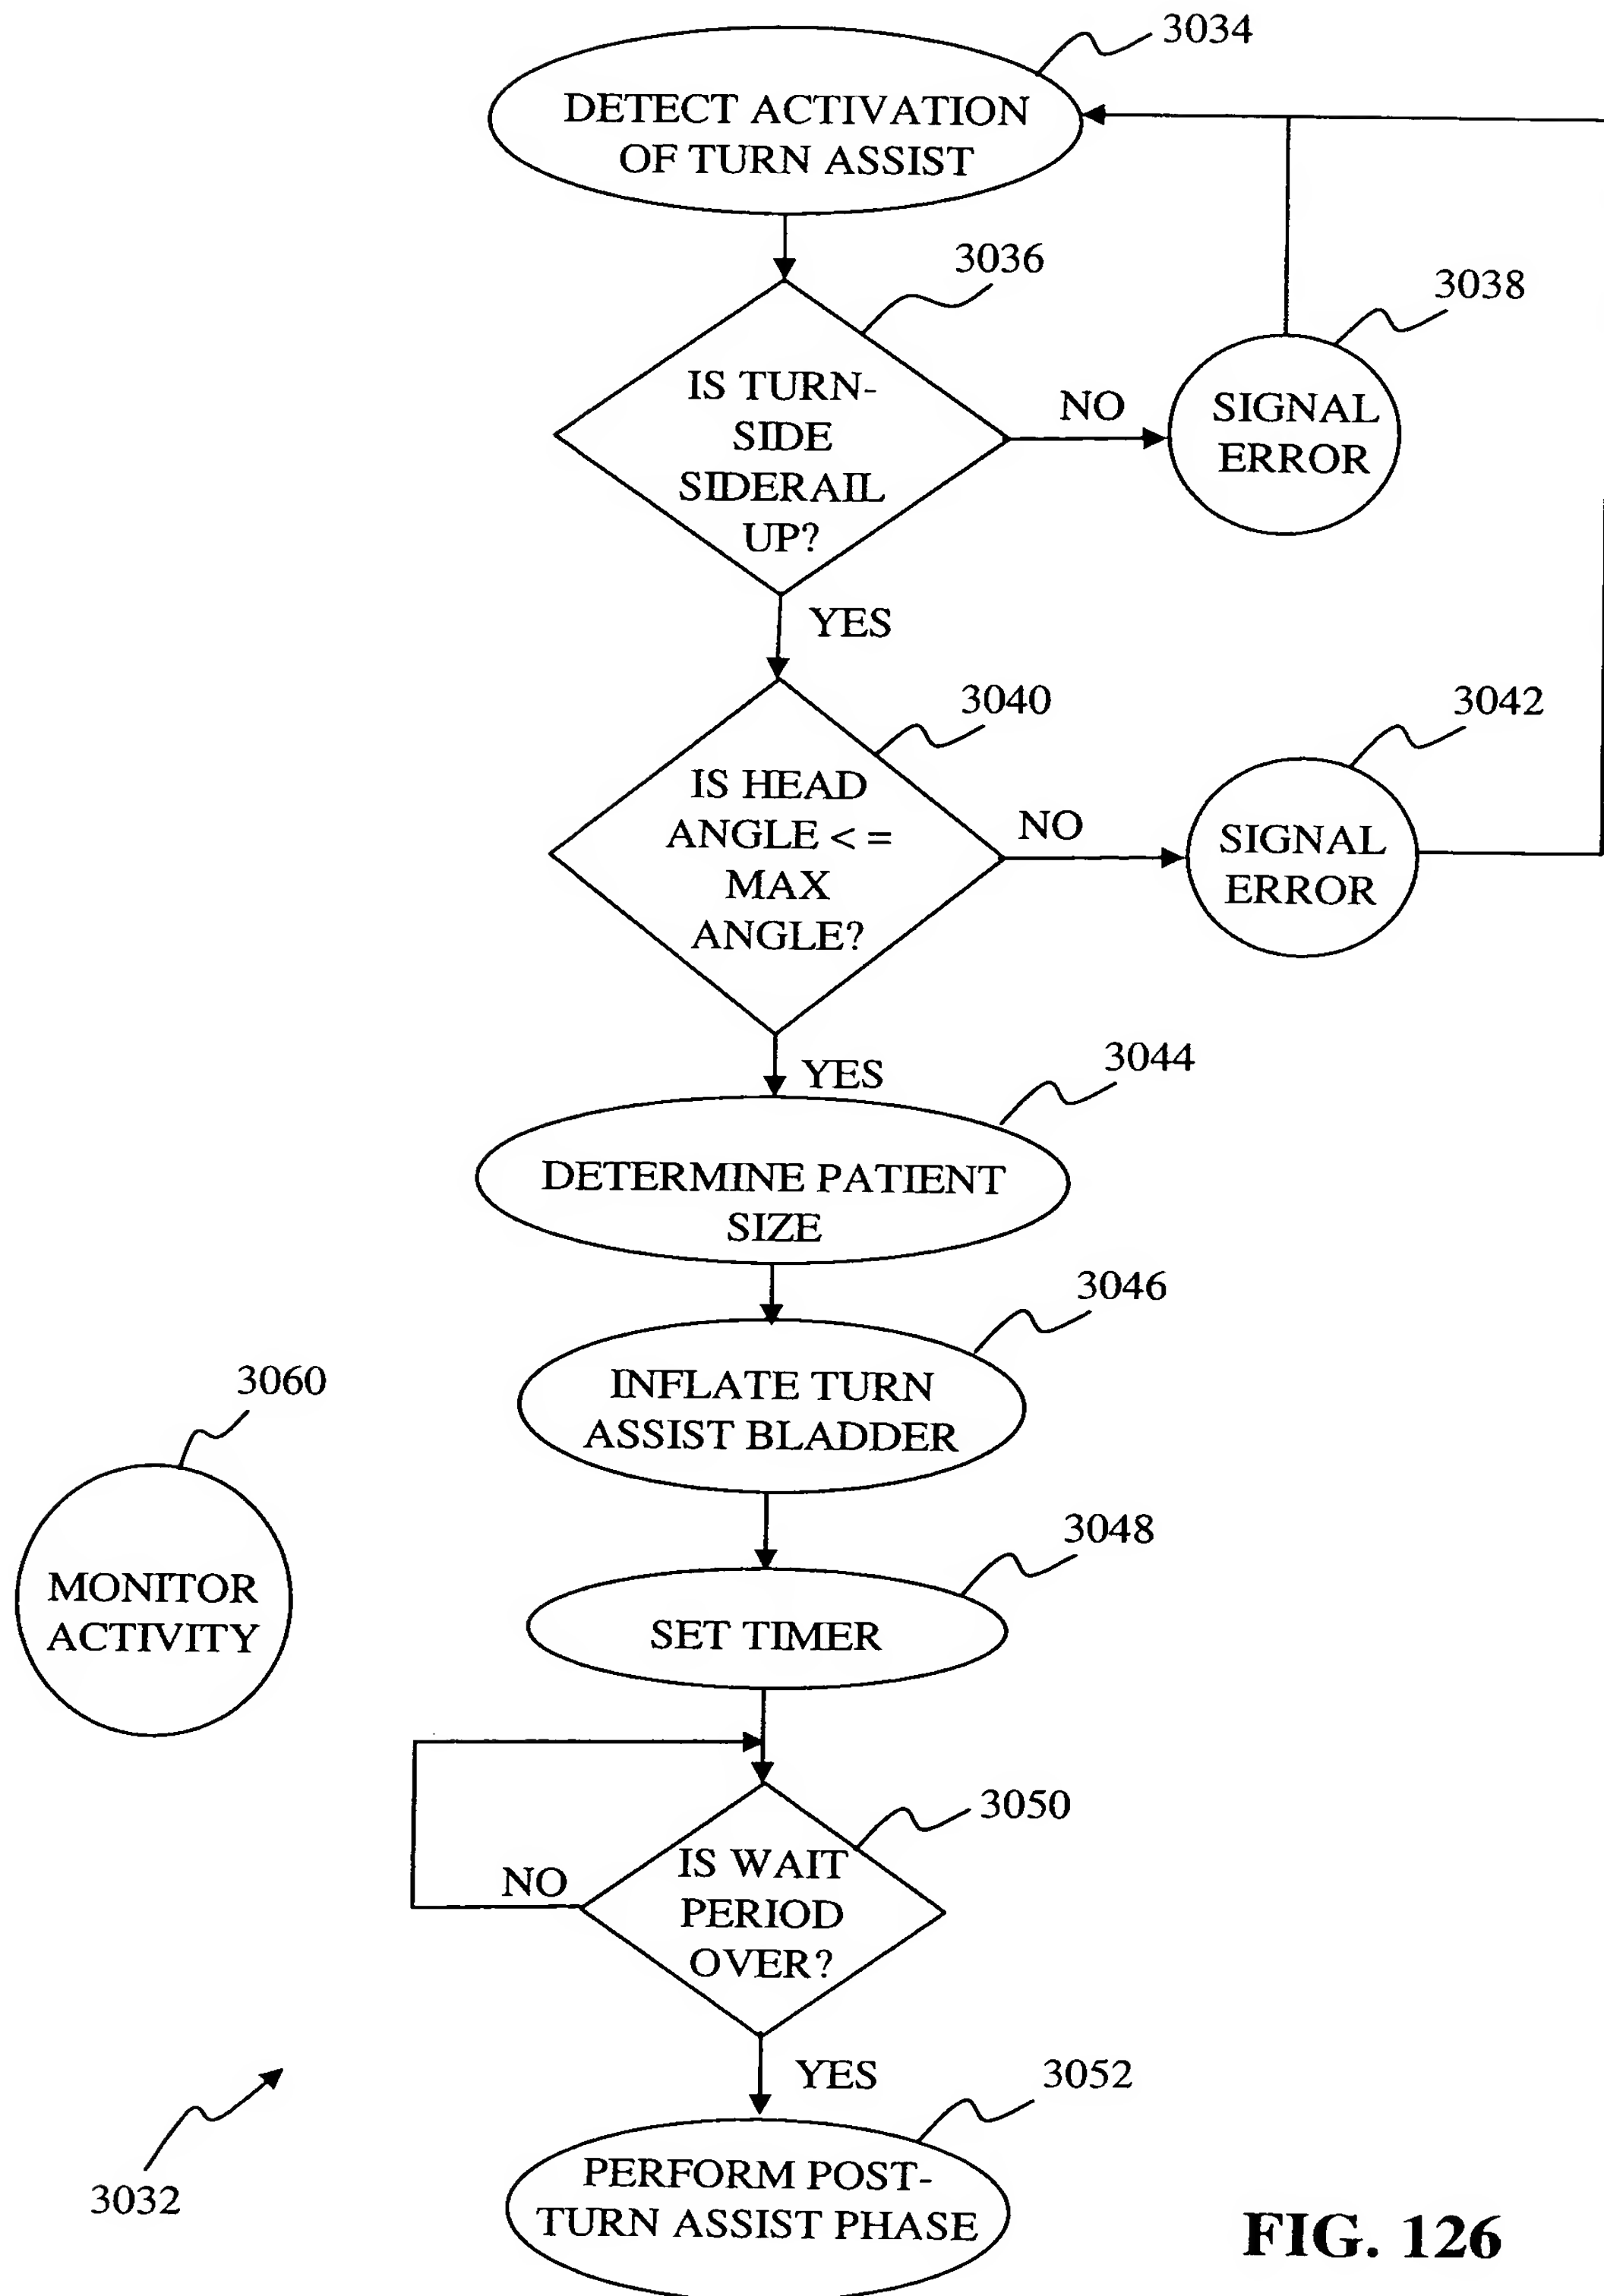 3034
DETECT ACTIVATION
OF TURN ASSIST
3036
IS TURN-
SIDE
SIDERAIL
UP?
NO
3038
SIGNAL
ERROR
YES
3040
IS HEAD
ANGLE < =
MAX
ANGLE?
NO
3042
SIGNAL
ERROR
YES
3044
DETERMINE PATIENT
SIZE
3046
INFLATE TURN
ASSIST BLADDER
3060
MONITOR
ACTIVITY
3048
SET TIMER
3050
IS WAIT
PERIOD
OVER?
NO
YES
3052
PERFORM POST-
TURN ASSIST PHASE
3032
FIG. 126